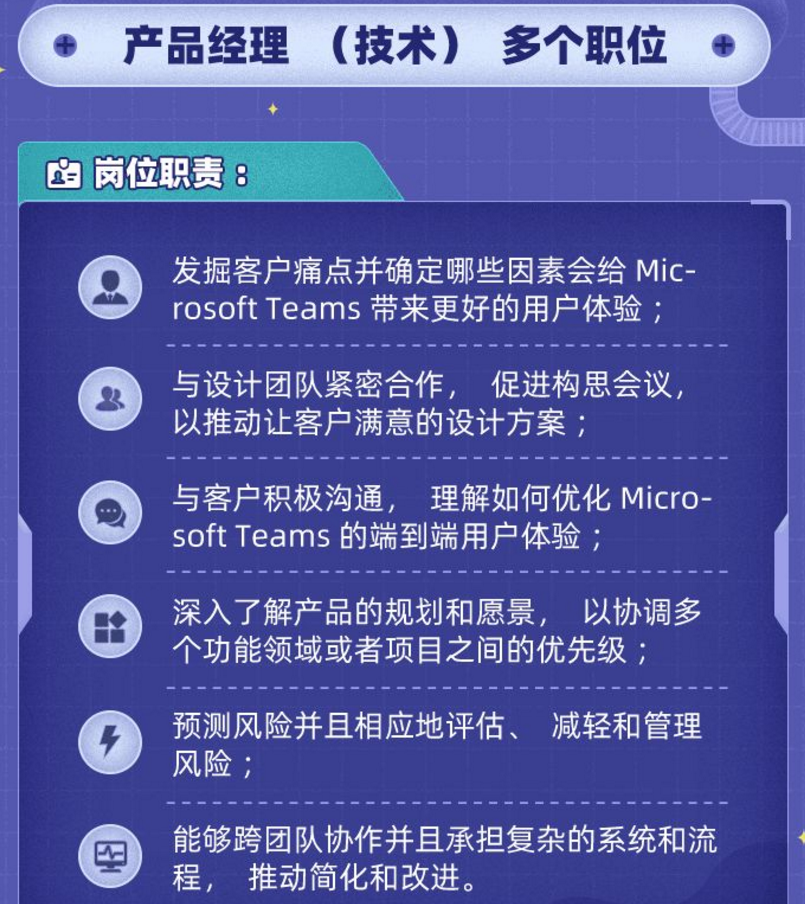 产品经理 （技术） 多个职位
岗位职责：
发掘客户痛点并确定哪些因素会给 Mic-
rosoft Teams 带来更好的用户体验；
与设计团队紧密合作， 促进构思会议，
以推动让客户满意的设计方案；
与客户积极沟通， 理解如何优化 Micro-
soft Teams 的端到端用户体验；
深入了解产品的规划和愿景， 以协调多
个功能领域或者项目之间的优先级；
预测风险并且相应地评估、 减轻和管理
风险；
能够跨团队协作并且承担复杂的系统和流
程， 推动简化和改进。